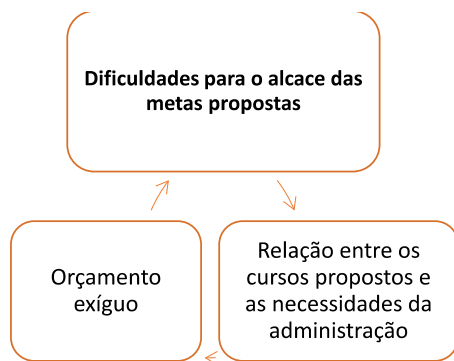 Dificuldades para o alcace das
metas propostas
Orçamento
exíguo
Relação entre os
cursos propostos e
as necessidades da
administração